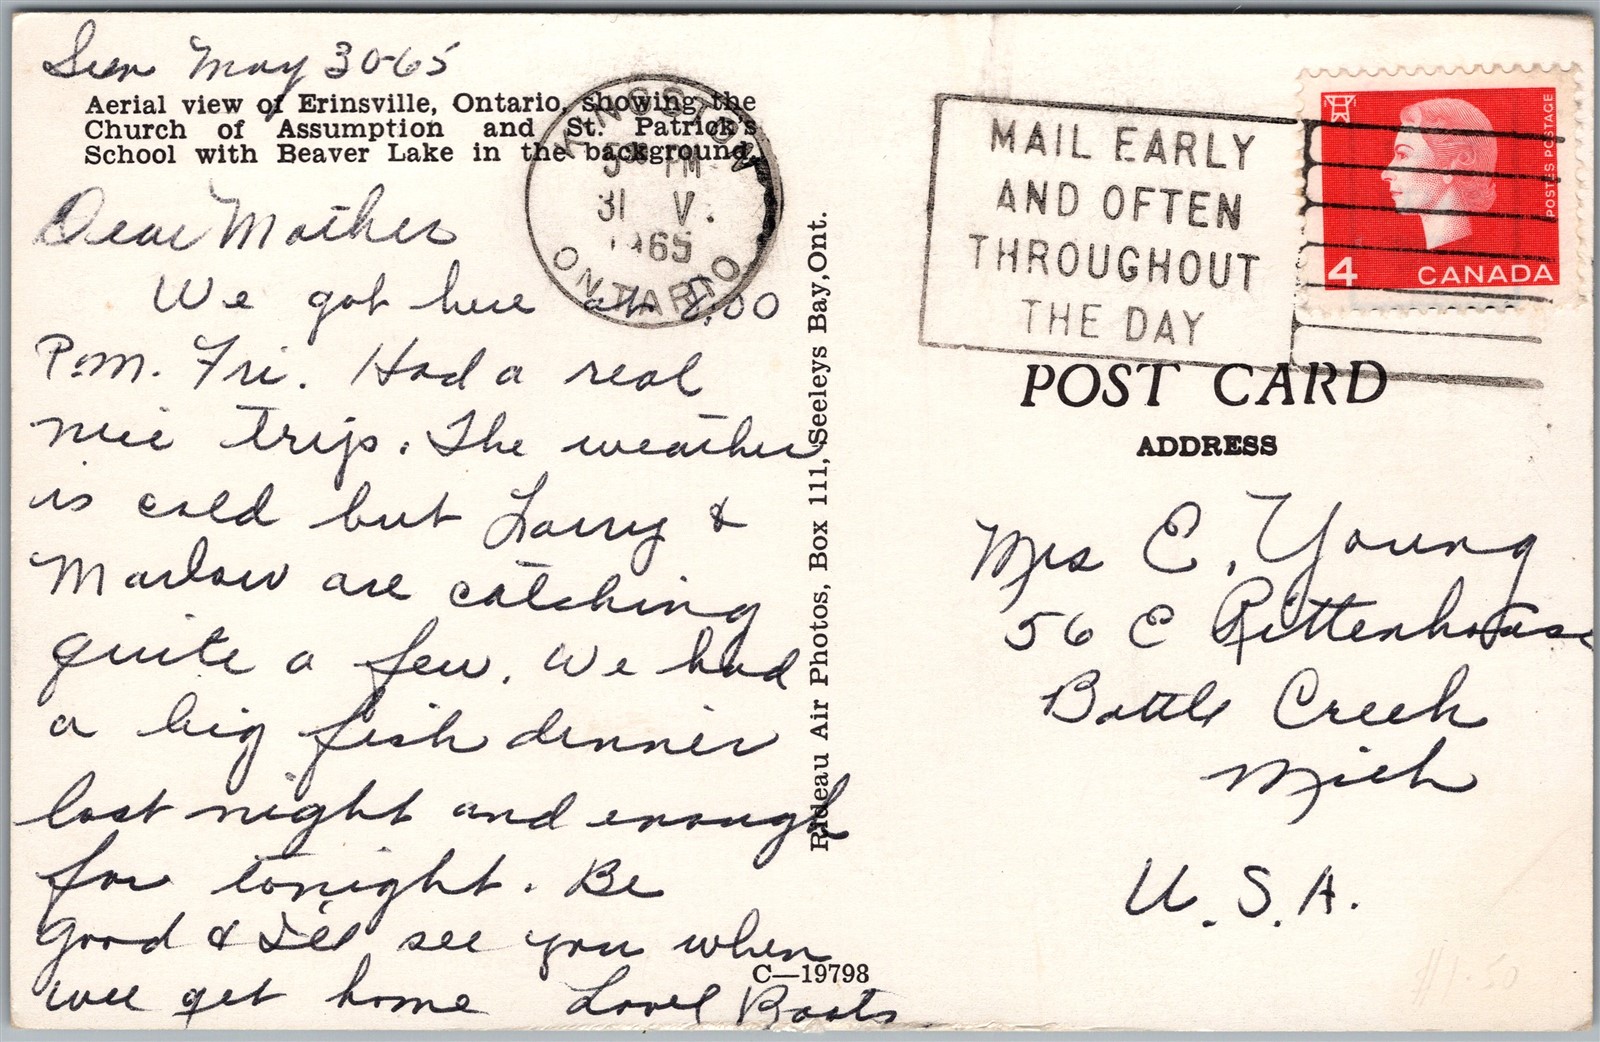 Sun May 30-65
Aerial view of Erinsville, Ontario, showing the
Church of Assumption and St. Patrick's
School with Beaver Lake in the background.
Dear Mother
We got here at 8:00
P.M. Fri. Had a real
nice trip. The weather
is cold but Larry &
Marlow are catching
quite a few. We had
a big fish dinner
last night and enough
for tonight. Be
good & I'll see you when
we get home Love Boots
C—19798
Rideau Air Photos, Box 111, Seeleys Bay, Ont.
KINGSTON
PM
31 V.
1965
ONTARIO
MAIL EARLY
AND OFTEN
THROUGHOUT
THE DAY
POSTES POSTAGE
4 CANADA
POST CARD
ADDRESS
Mrs E. Young
56 E Rittenhouse
Battle Creek
Mich
U.S.A.
#1.50